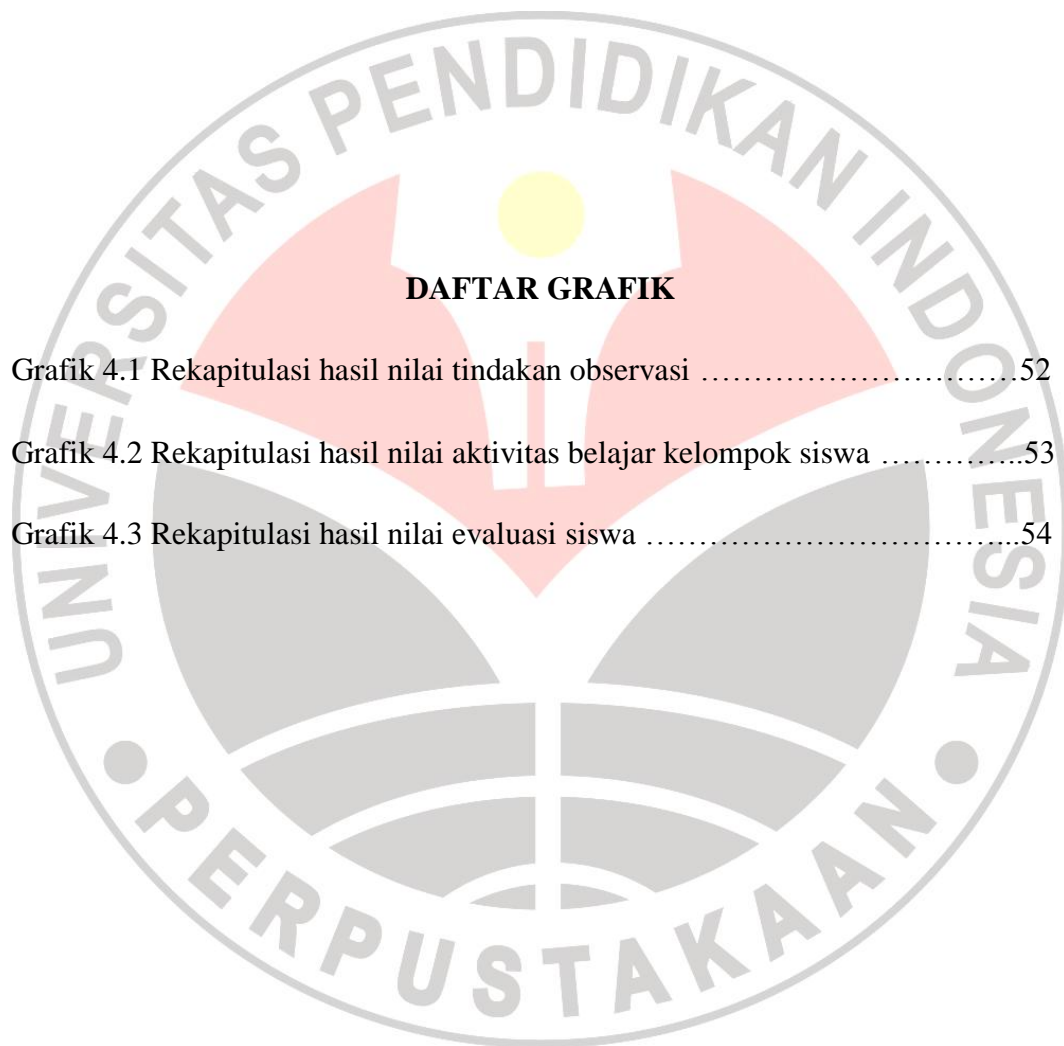 UNIVERSITAS PENDIDIKAN INDONESIA
DAFTAR GRAFIK
Grafik 4.1 Rekapitulasi hasil nilai tindakan observasi …………………………52
Grafik 4.2 Rekapitulasi hasil nilai aktivitas belajar kelompok siswa …………..53
Grafik 4.3 Rekapitulasi hasil nilai evaluasi siswa ……………………………...54
PERPUSTAKAAN